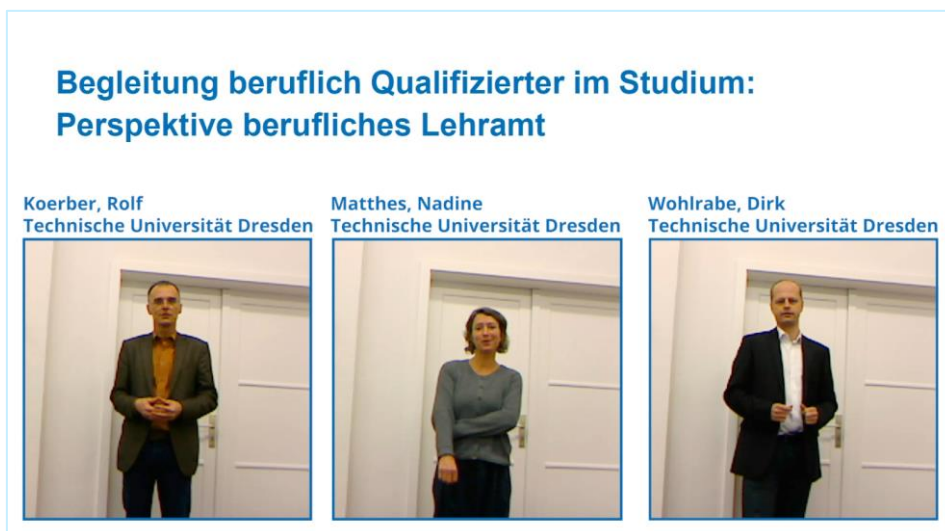 Begleitung beruflich Qualifizierter im Studium:
Perspektive berufliches Lehramt
Koerber, Rolf
Technische Universität Dresden
Matthes, Nadine
Technische Universität Dresden
Wohlrabe, Dirk
Technische Universität Dresden